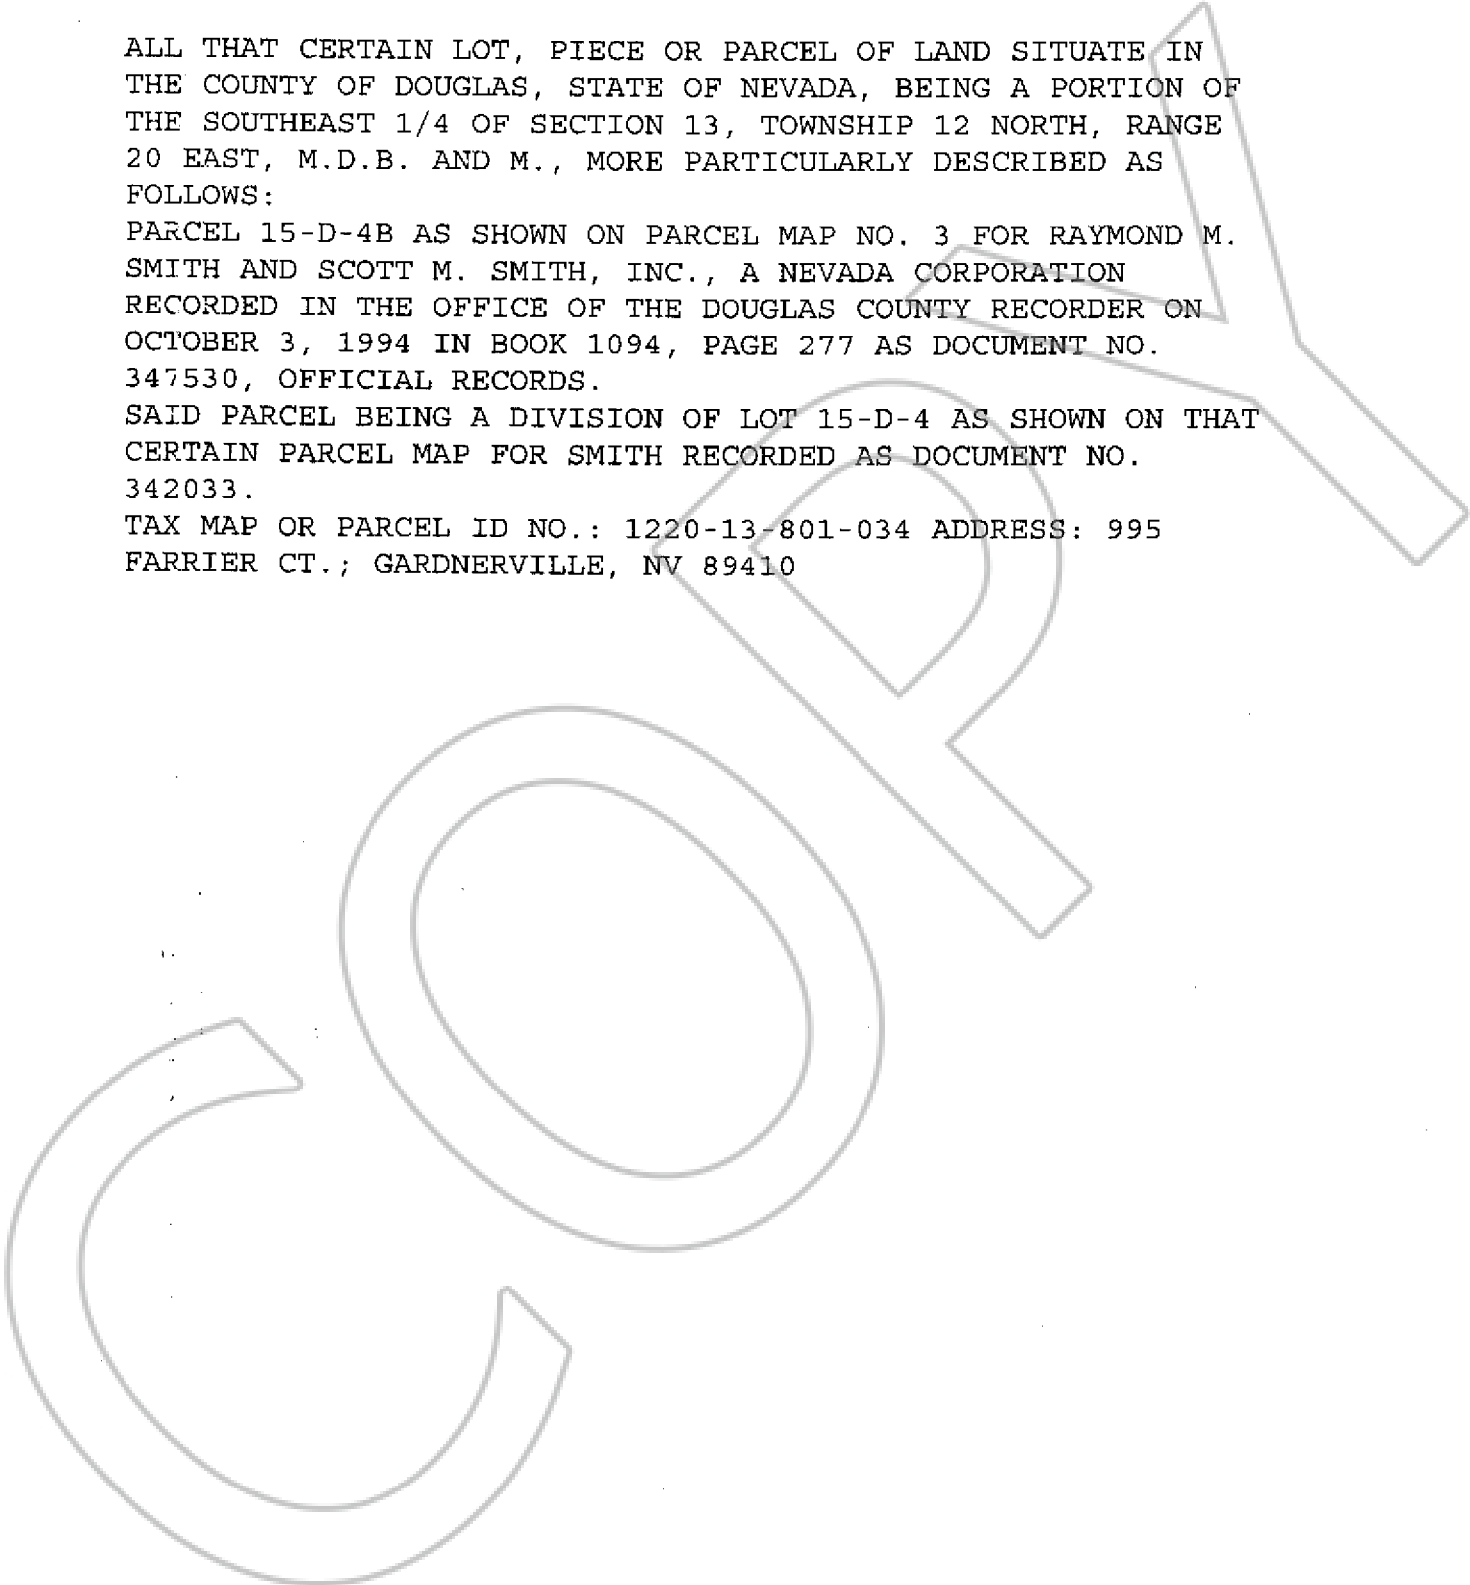 ALL THAT CERTAIN LOT, PIECE OR PARCEL OF LAND SITUATE IN
THE COUNTY OF DOUGLAS, STATE OF NEVADA, BEING A PORTION OF
THE SOUTHEAST 1/4 OF SECTION 13, TOWNSHIP 12 NORTH, RANGE
20 EAST, M.D.B. AND M., MORE PARTICULARLY DESCRIBED AS
FOLLOWS:
PARCEL 15-D-4B AS SHOWN ON PARCEL MAP NO. 3 FOR RAYMOND M.
SMITH AND SCOTT M. SMITH, INC., A NEVADA CORPORATION
RECORDED IN THE OFFICE OF THE DOUGLAS COUNTY RECORDER ON
OCTOBER 3, 1994 IN BOOK 1094, PAGE 277 AS DOCUMENT NO.
347530, OFFICIAL RECORDS.
SAID PARCEL BEING A DIVISION OF LOT 15-D-4 AS SHOWN ON THAT
CERTAIN PARCEL MAP FOR SMITH RECORDED AS DOCUMENT NO.
342033.
TAX MAP OR PARCEL ID NO.: 1220-13-801-034 ADDRESS: 995
FARRIER CT.; GARDNERVILLE, NV 89410
COPY